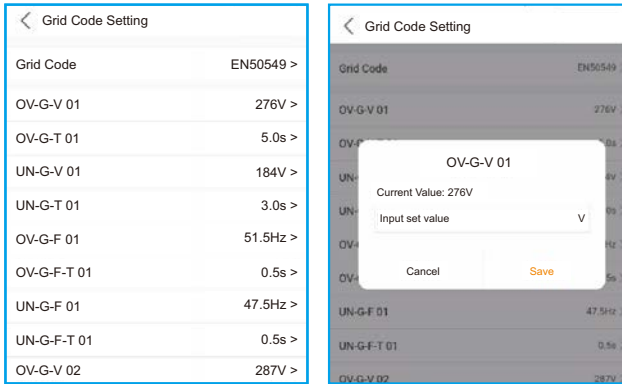 Grid Code Setting
Grid Code EN50549 >
OV-G-V 01 276V >
OV-G-T 01 5.0s >
UN-G-V 01 184V >
UN-G-T 01 3.0s >
OV-G-F 01 51.5Hz >
OV-G-F-T 01 0.5s >
UN-G-F 01 47.5Hz >
UN-G-F-T 01 0.5s >
OV-G-V 02 287V >
Grid Code Setting
Grid Code EN50549
OV-G-V 01 276V
OV-G-V 01
Current Value: 276V
Input set value V
Cancel Save
UN-G-F 01 47.5Hz
UN-G-F-T 01 0.5s
OV-G-V 02 287V